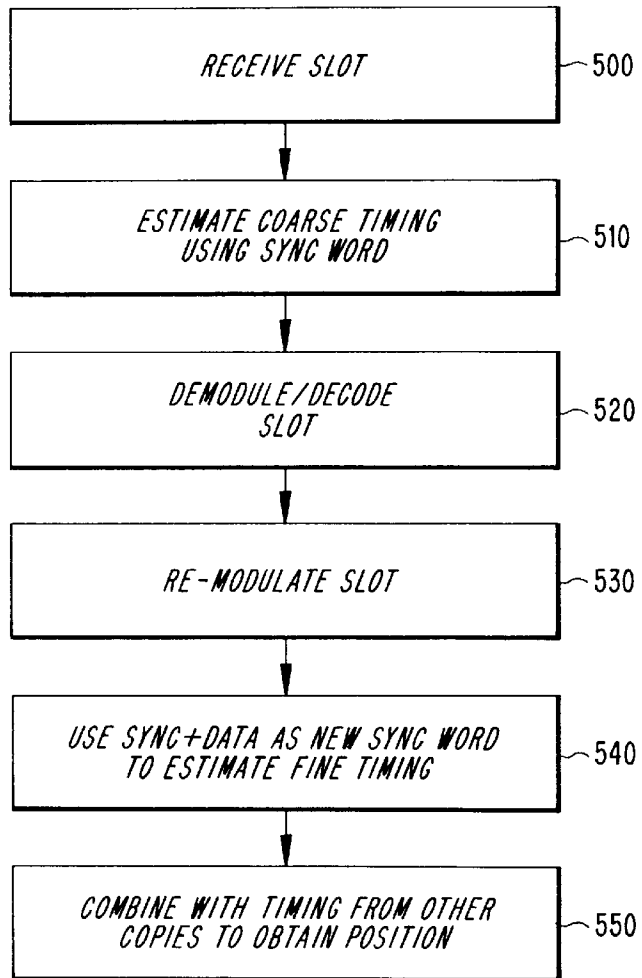 RECEIVE SLOT
500
ESTIMATE COARSE TIMING
USING SYNC WORD
510
DEMODULE/DECODE
SLOT
520
RE-MODULATE SLOT
530
USE SYNC+DATA AS NEW SYNC WORD
TO ESTIMATE FINE TIMING
540
COMBINE WITH TIMING FROM OTHER
COPIES TO OBTAIN POSITION
550